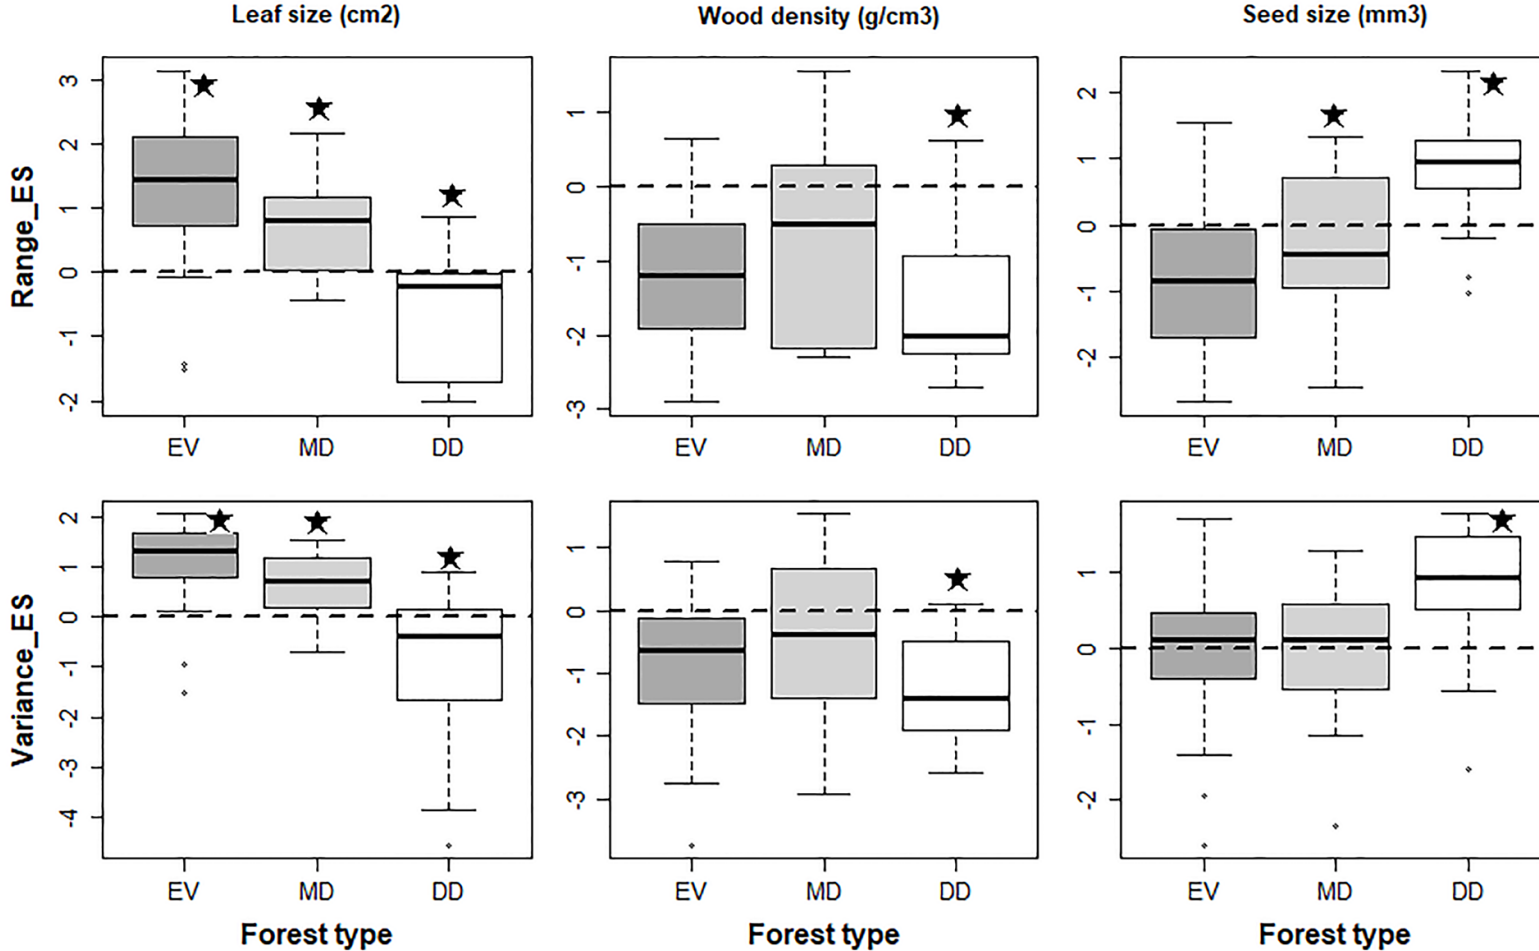 Leaf size (cm2) Wood density (g/cm3) Seed size (mm3)
Range_ES
3
2
1
0
-1
-2
EV MD DD
1
0
-1
-2
-3
EV MD DD
2
1
0
-1
-2
EV MD DD
Variance_ES
2
1
0
-1
-2
-3
-4
EV MD DD
Forest type
1
0
-1
-2
-3
EV MD DD
Forest type
1
0
-1
-2
EV MD DD
Forest type